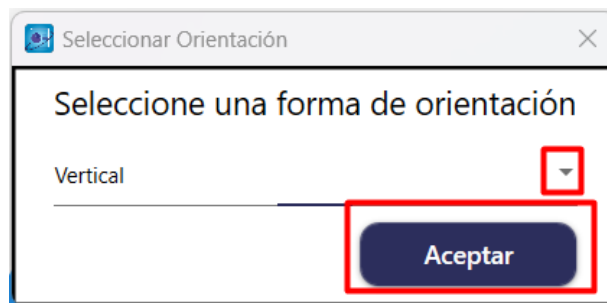 Seleccionar Orientación
Seleccione una forma de orientación
Vertical
Aceptar